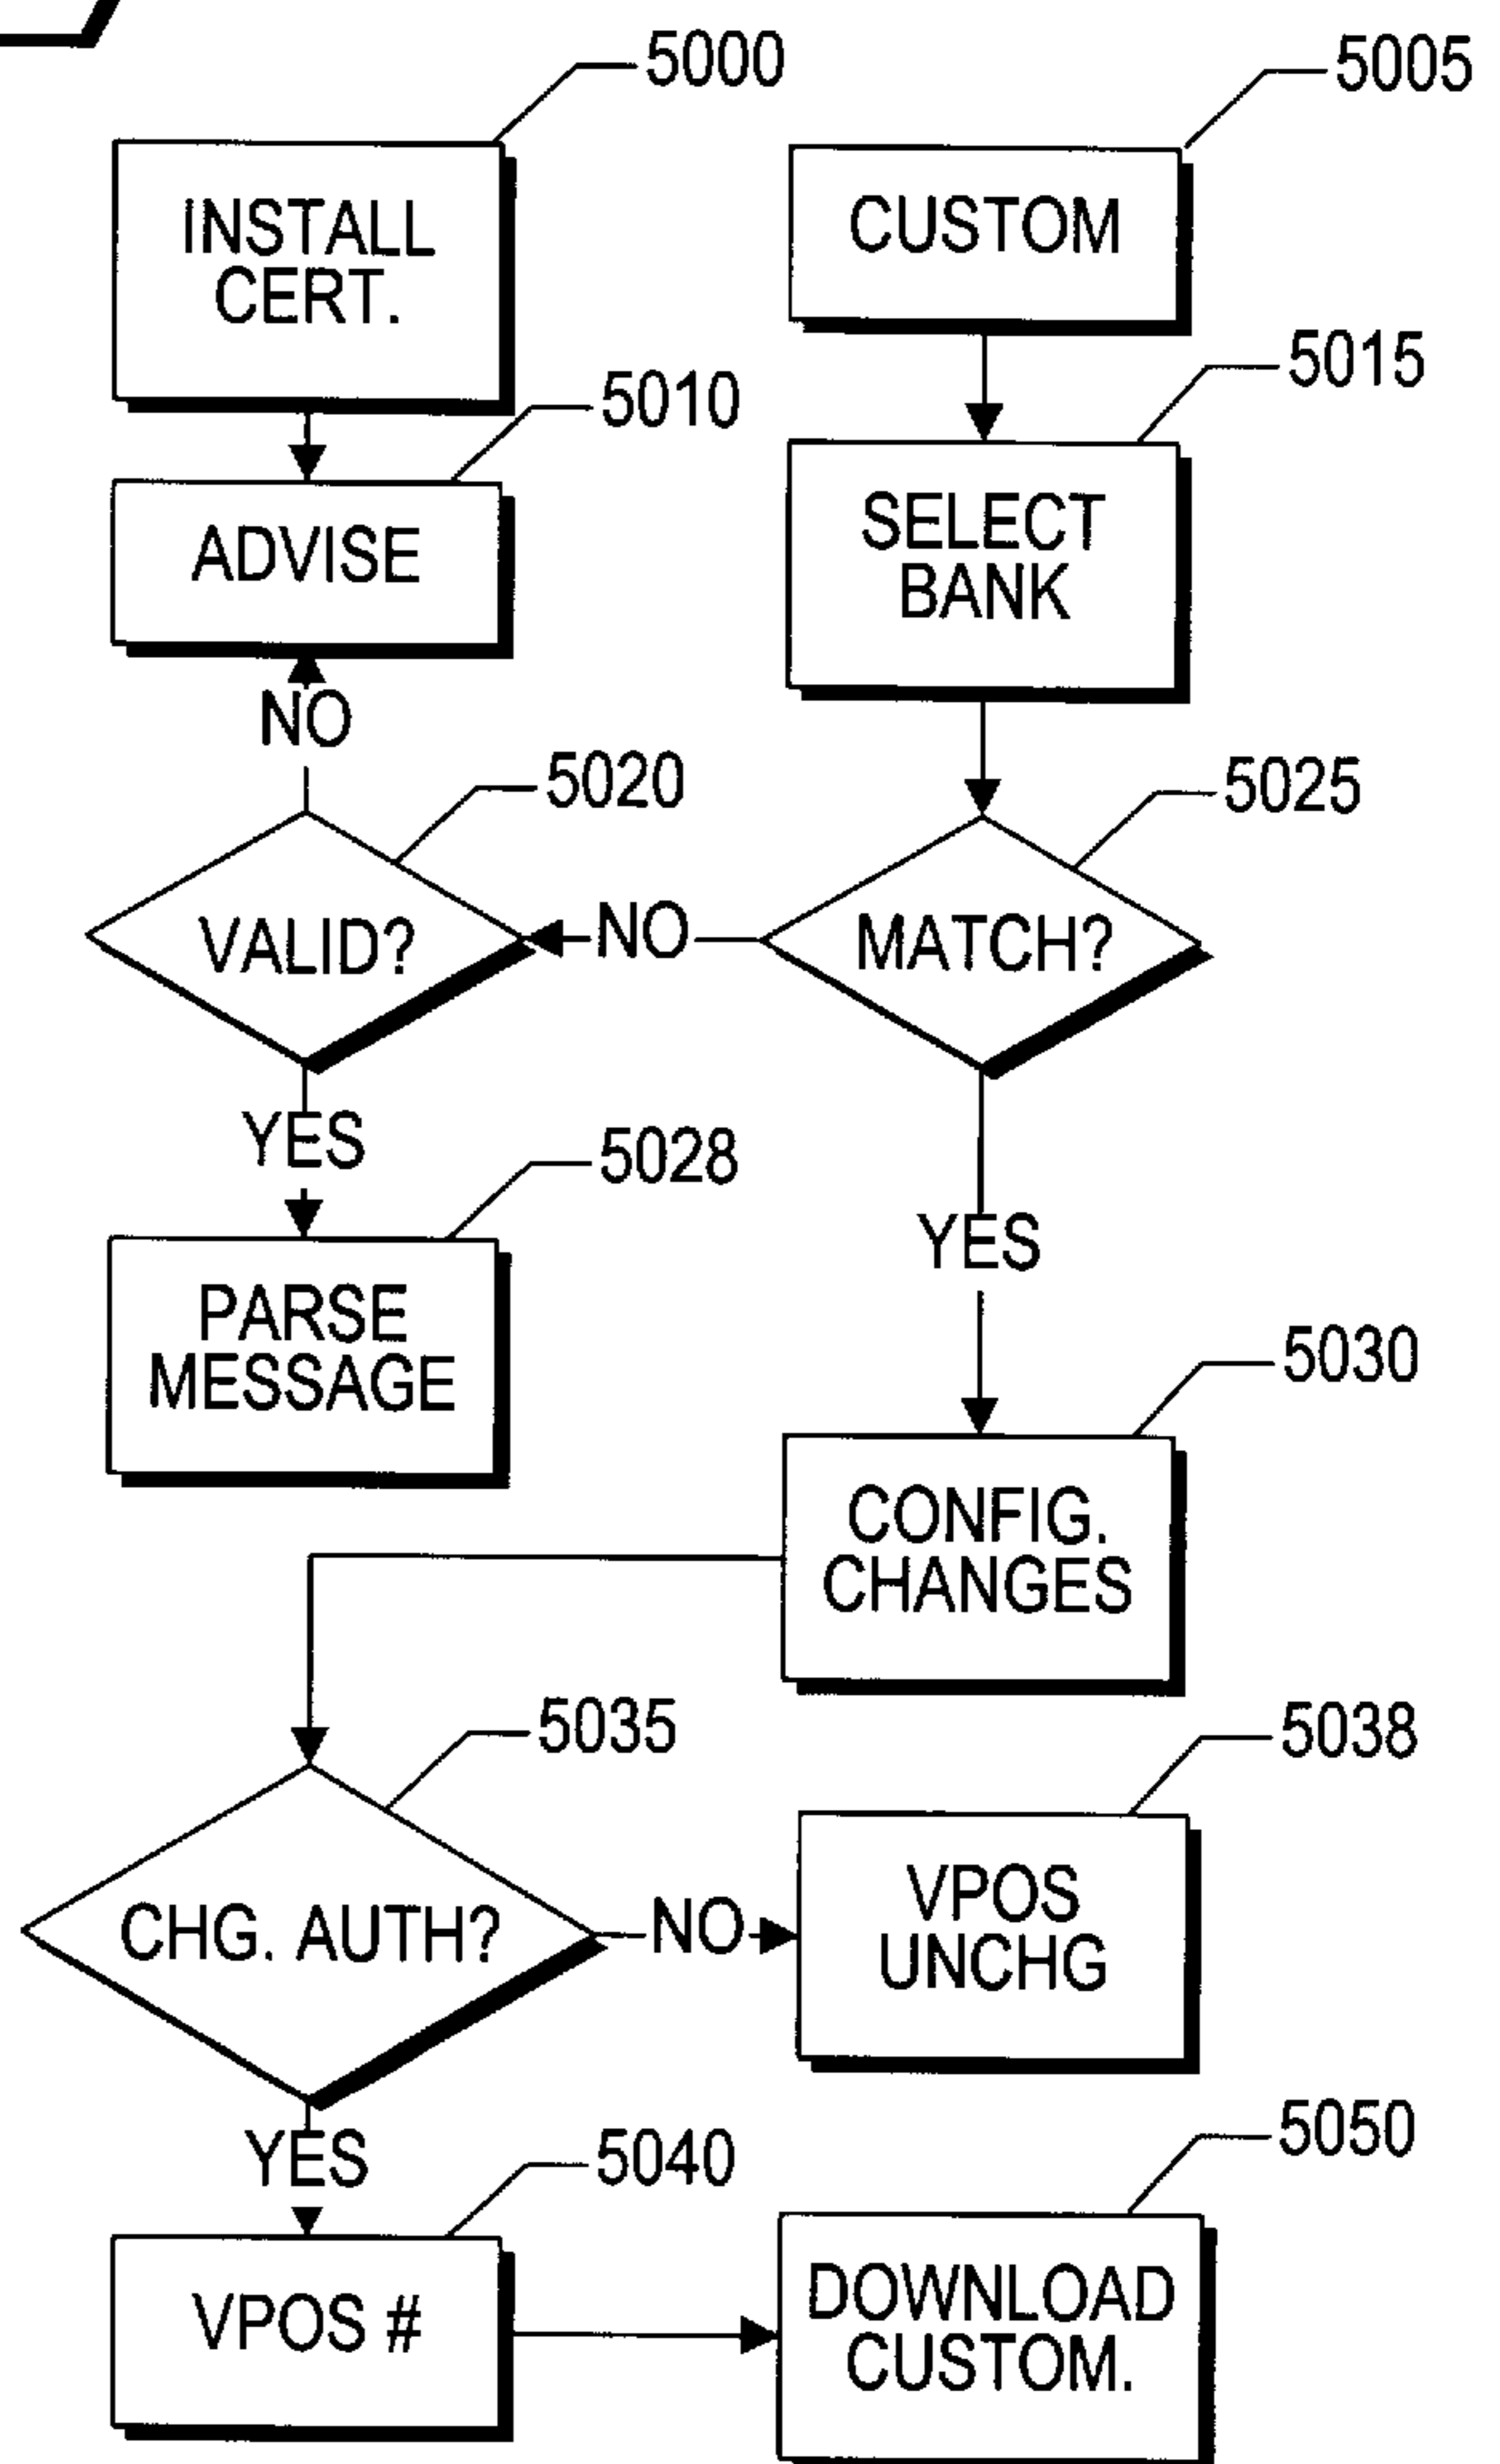 5000
5005
INSTALL
CERT.
CUSTOM
5010
5015
ADVISE
SELECT
BANK
NO
5020
5025
VALID?
NO
MATCH?
YES
5028
YES
PARSE
MESSAGE
5030
CONFIG.
CHANGES
5035
5038
CHG. AUTH?
NO
VPOS
UNCHG
YES
5040
5050
VPOS #
DOWNLOAD
CUSTOM.